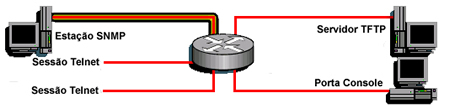 Estação SNMP
Servidor TFTP
Sessão Telnet
Porta Console
Sessão Telnet